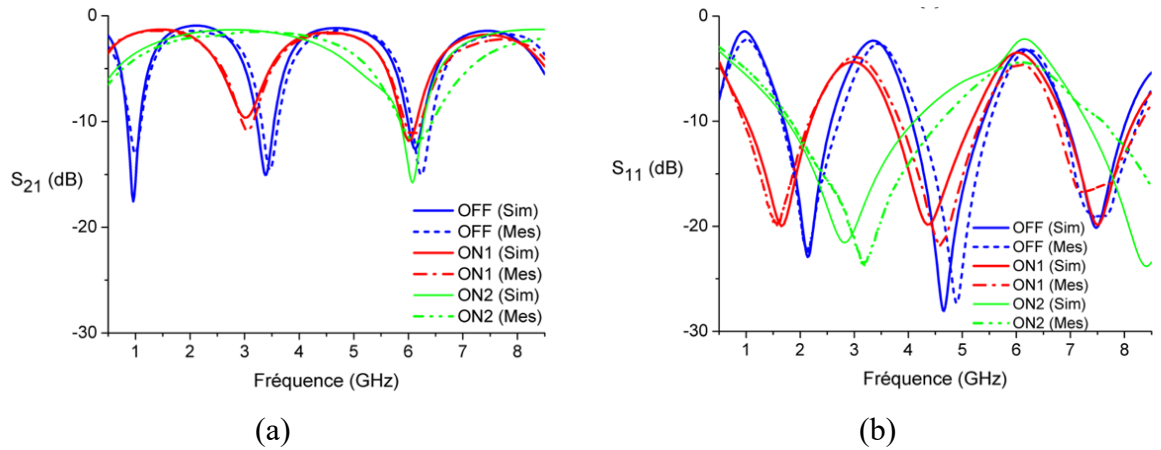 0
-10
S21 (dB)
-20
-30
OFF (Sim)
OFF (Mes)
ON1 (Sim)
ON1 (Mes)
ON2 (Sim)
ON2 (Mes)
1 2 3 4 5 6 7 8
Fréquence (GHz)
(a)
0
-10
S11 (dB)
-20
-30
OFF (Sim)
OFF (Mes)
ON1 (Sim)
ON1 (Mes)
ON2 (Sim)
ON2 (Mes)
1 2 3 4 5 6 7 8
Fréquence (GHz)
(b)